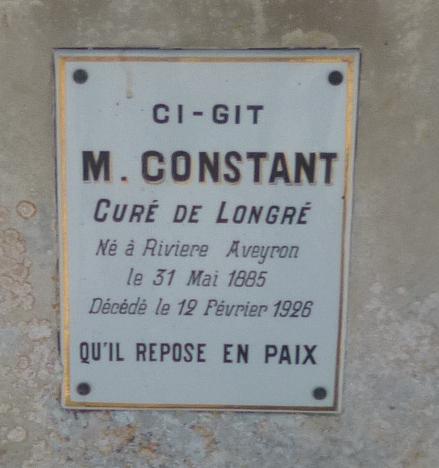 CI-GIT
M. CONSTANT
CURÉ DE LONGRÉ
Né à Riviere Aveyron
le 31 Mai 1885
Décédé le 12 Février 1926
QU'IL REPOSE EN PAIX